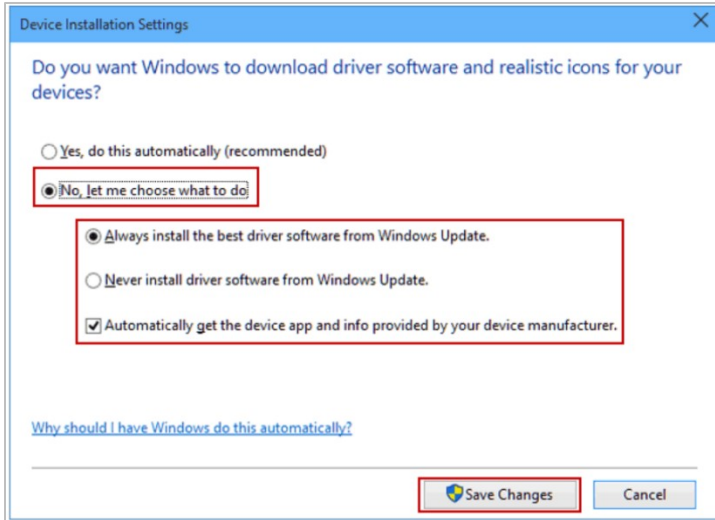 Device Installation Settings
Do you want Windows to download driver software and realistic icons for your
devices?
Yes, do this automatically (recommended)
No, let me choose what to do
Always install the best driver software from Windows Update.
Never install driver software from Windows Update.
Automatically get the device app and info provided by your device manufacturer.
Why should I have Windows do this automatically?
Save Changes
Cancel